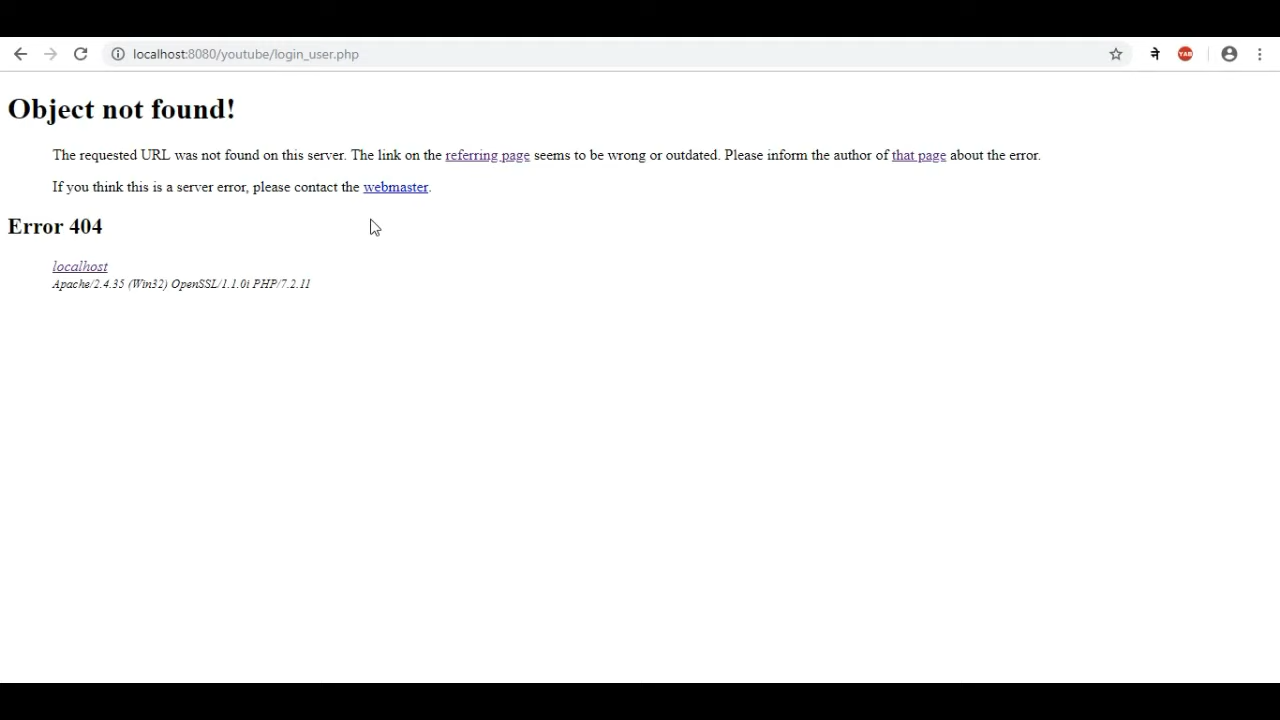 localhost:8080/youtube/login_user.php
ने
YAB
Object not found!
The requested URL was not found on this server. The link on the referring page seems to be wrong or outdated. Please inform the author of that page about the error.
If you think this is a server error, please contact the webmaster.
Error 404
localhost
Apache/2.4.35 (Win32) OpenSSL/1.1.0i PHP/7.2.11